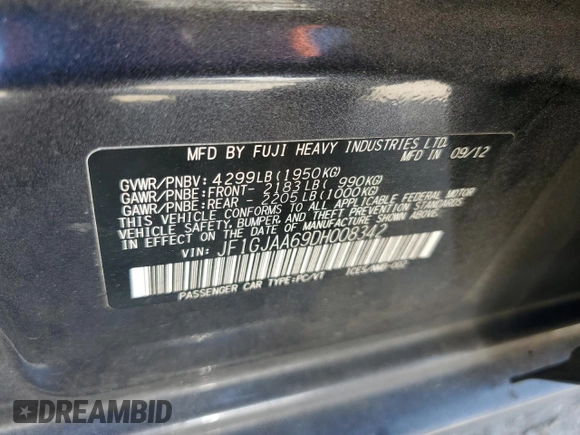 MFD BY FUJI HEAVY INDUSTRIES LTD.
MFD IN 09/12
GVWR/PNBV: 4299LB(1950KG)
GAWR/PNBE:FRONT- 2183LB( 990KG)
GAWR/PNBE:REAR - 2205LB(1000KG)
THIS VEHICLE CONFORMS TO ALL APPLICABLE FEDERAL MOTOR
VEHICLE SAFETY,BUMPER, AND THEFT PREVENTION STANDARDS
IN EFFECT ON THE DATE OF MANUFACTURE SHOWN ABOVE.
VIN: JF1GJAA69DH008342
PASSENGER CAR TYPE:PC/VT
DREAMBID